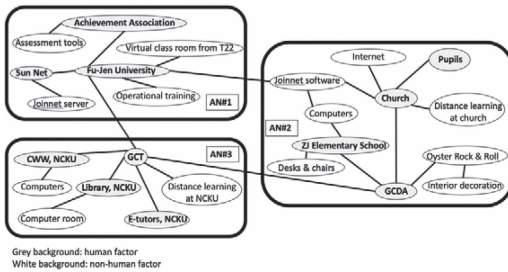 Achievement Association
Assessment tools
Virtual class room from T22
Sun Net
Fu-Jen University
Joinnet server
Operational training
AN#1
Internet
Pupils
Joinnet software
Church
Computers
Distance learning
at church
AN#2
ZJ Elementary School
Oyster Rock & Roll
Desks & chairs
Interior decoration
GCDA
AN#3
CWW, NCKU
GCT
Computers
Library, NCKU
Distance learning
at NCKU
Computer room
E-tutors, NCKU
Grey background: human factor
White background: non-human factor